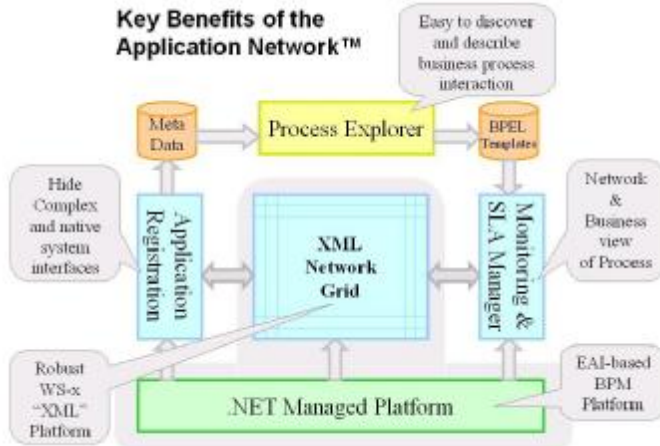 Key Benefits of the
Application Network™
Easy to discover
and describe
business process
interaction
Meta
Data
Process Explorer
BPEL
Templates
Hide
Complex
and native
system
interfaces
Application
Registration
XML
Network
Grid
Monitoring &
SLA Manager
Network
&
Business
view
of Process
Robust
WS-x
“XML”
Platform
.NET Managed Platform
EAI-based
BPM
Platform